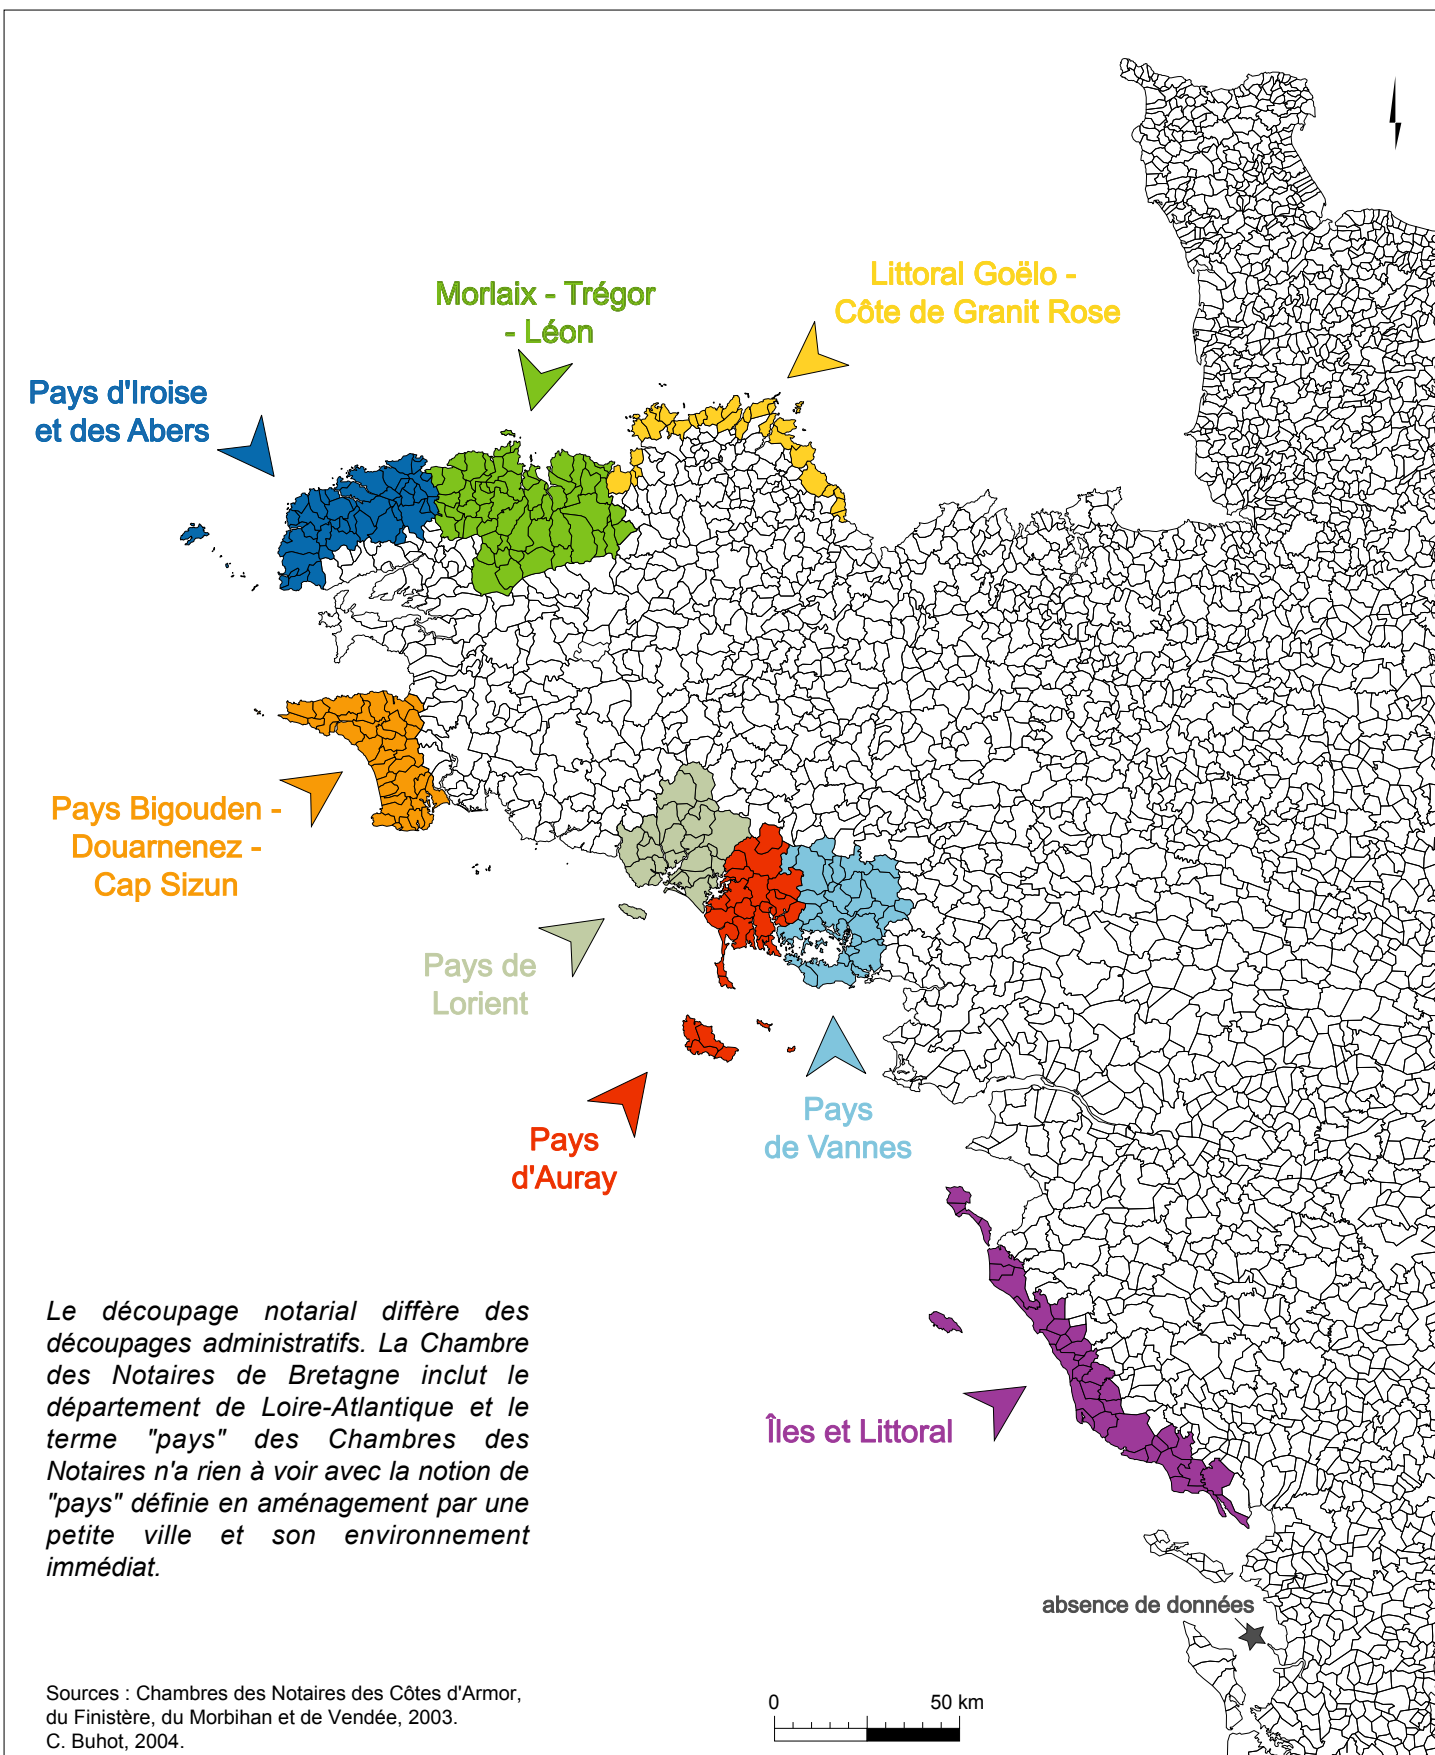 Littoral Goëlo -
Côte de Granit Rose
Morlaix - Trégor
- Léon
Pays d'Iroise
et des Abers
Pays Bigouden -
Douarnenez -
Cap Sizun
Pays de
Lorient
Pays
d'Auray
Pays
de Vannes
Îles et Littoral
Le découpage notarial diffère des
découpages administratifs. La Chambre
des Notaires de Bretagne inclut le
département de Loire-Atlantique et le
terme "pays" des Chambres des
Notaires n'a rien à voir avec la notion de
"pays" définie en aménagement par une
petite ville et son environnement
immédiat.
absence de données
Sources : Chambres des Notaires des Côtes d'Armor,
du Finistère, du Morbihan et de Vendée, 2003.
C. Buhot, 2004.
0 50 km